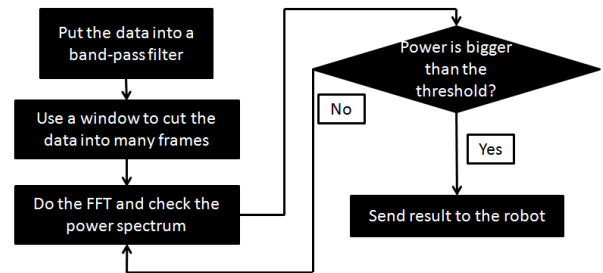 Put the data into a
band-pass filter
Use a window to cut the
data into many frames
Do the FFT and check the
power spectrum
Power is bigger
than the
threshold?
No
Yes
Send result to the robot